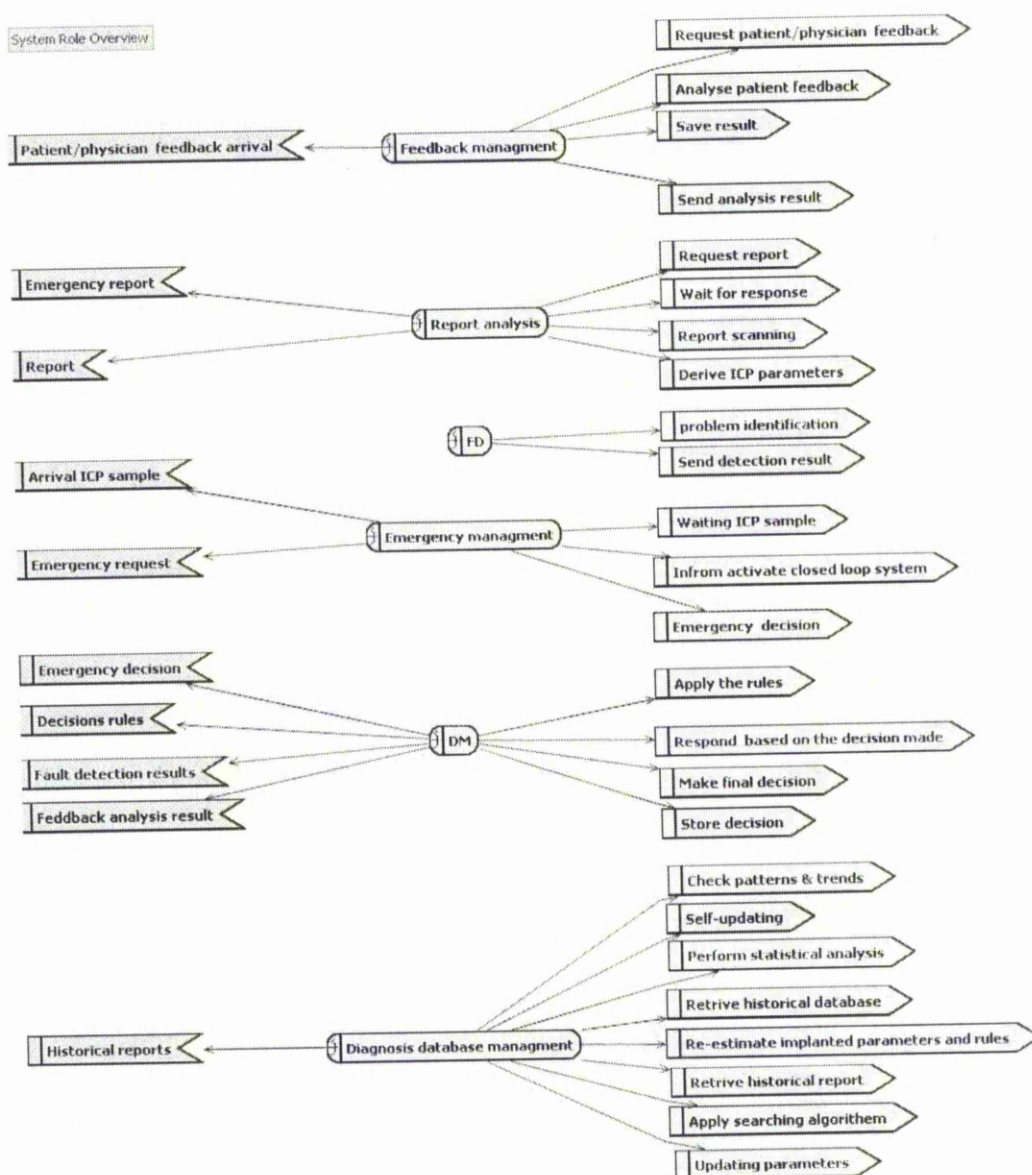 System Role Overview
Request patient/physician feedback
Analyse patient feedback
Save result
Patient/physician feedback arrival
Feedback managment
Send analysis result
Request report
Emergency report
Wait for response
Report analysis
Report scanning
Report
Derive ICP parameters
problem identification
FD
Send detection result
Arrival ICP sample
Waiting ICP sample
Emergency managment
Emergency request
Infrom activate closed loop system
Emergency decision
Emergency decision
Apply the rules
Decisions rules
DM
Respond based on the decision made
Fault detection results
Make final decision
Feddback analysis result
Store decision
Check patterns & trends
Self-updating
Perform statistical analysis
Retrive historical database
Historical reports
Diagnosis database managment
Re-estimate implanted parameters and rules
Retrive historical report
Apply searching algorithem
Updating parameters